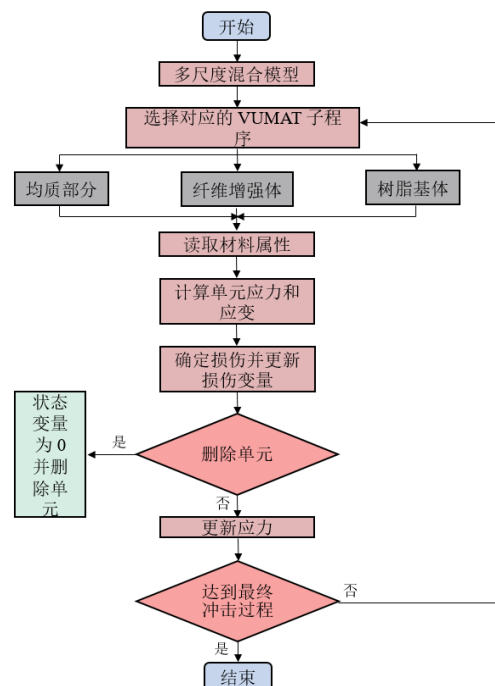 开始
多尺度混合模型
选择对应的 VUMAT 子程
序
均质部分
纤维增强体
树脂基体
读取材料属性
计算单元应力和
应变
确定损伤并更新
损伤变量
状态
变量
为 0
并删
除单
元
是
删除单元
否
更新应力
达到最终
冲击过程
否
是
结束